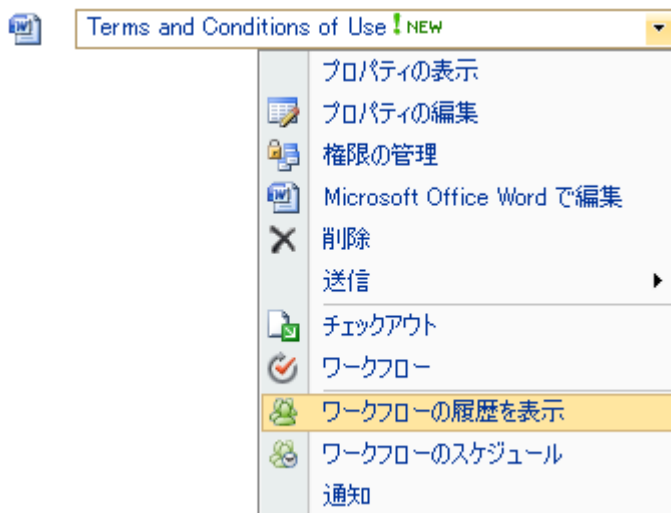 Terms and Conditions of Use ! NEW
プロパティの表示
プロパティの編集
権限の管理
Microsoft Office Word で編集
削除
送信
チェックアウト
ワークフロー
ワークフローの履歴を表示
ワークフローのスケジュール
通知